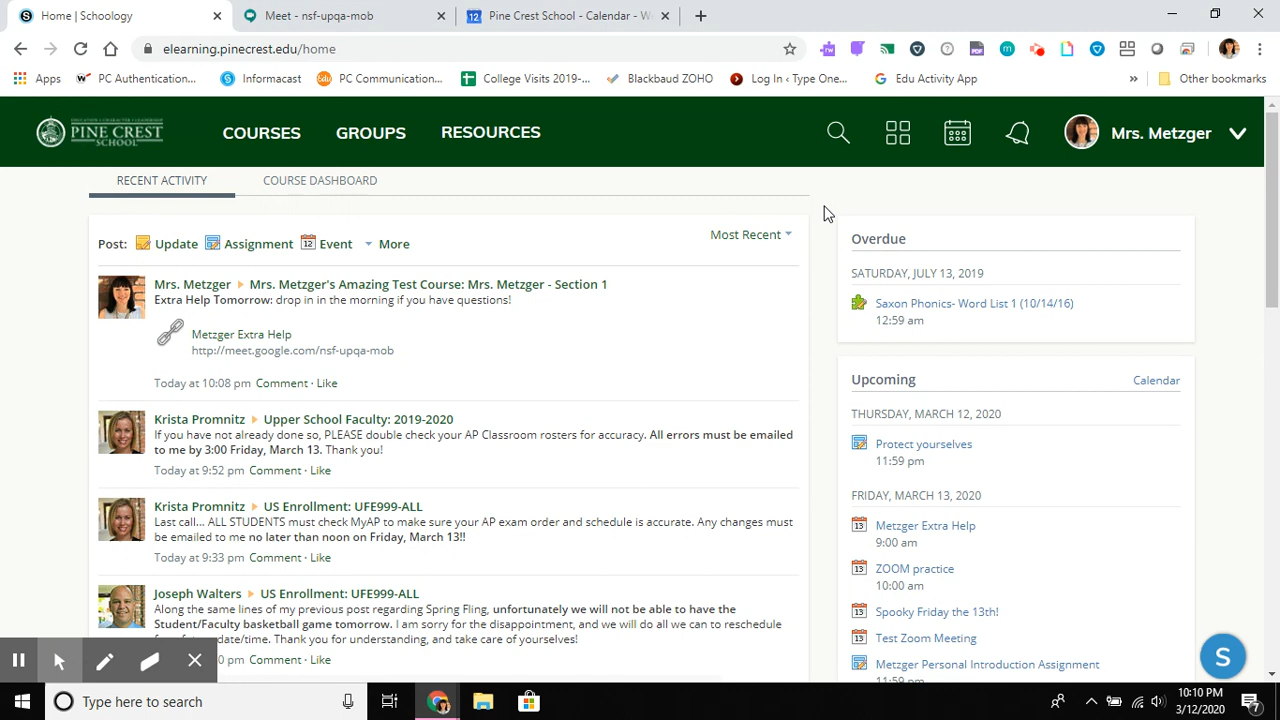 Home | Schoology
Meet - nsf-upqa-mob
12 Pine Crest School - Calendar - W
elearning.pinecrest.edu/home
Apps
PC Authentication...
Informacast
PC Communication...
College Visits 2019-...
Blackbaud ZOHO
Log In ‹ Type One...
Edu Activity App
Other bookmarks
PINE CREST
SCHOOL
COURSES
GROUPS
RESOURCES
Mrs. Metzger
RECENT ACTIVITY
COURSE DASHBOARD
Post: Update Assignment 12 Event More
Most Recent
Mrs. Metzger Mrs. Metzger's Amazing Test Course: Mrs. Metzger - Section 1
Extra Help Tomorrow: drop in the morning if you have questions!
Metzger Extra Help
http://meet.google.com/nsf-upqa-mob
Today at 10:08 pm Comment · Like
Krista Promnitz Upper School Faculty: 2019-2020
If you have not already done so, PLEASE double check your AP Classroom rosters for accuracy. All errors must be emailed
to me by 3:00 Friday, March 13. Thank you!
Today at 9:52 pm Comment · Like
Krista Promnitz US Enrollment: UFE999-ALL
Last call... ALL STUDENTS must check MyAP to make sure your AP exam order and schedule is accurate. Any changes must
be emailed to me no later than noon on Friday, March 13!!
Today at 9:33 pm Comment · Like
Joseph Walters US Enrollment: UFE999-ALL
Along the same lines of my previous post regarding Spring Fling, unfortunately we will not be able to have the
Student/Faculty basketball game tomorrow. I am sorry for the disappointment, and we will do all we can to reschedule
date/time. Thank you for understanding, and take care of yourselves!
pm Comment · Like
Overdue
SATURDAY, JULY 13, 2019
Saxon Phonics- Word List 1 (10/14/16)
12:59 am
Upcoming
Calendar
THURSDAY, MARCH 12, 2020
Protect yourselves
11:59 pm
FRIDAY, MARCH 13, 2020
13 Metzger Extra Help
9:00 am
13 ZOOM practice
10:00 am
13 Spooky Friday the 13th!
13 Test Zoom Meeting
Metzger Personal Introduction Assignment
11:59 pm
S
Type here to search
10:10 PM
3/12/2020
7